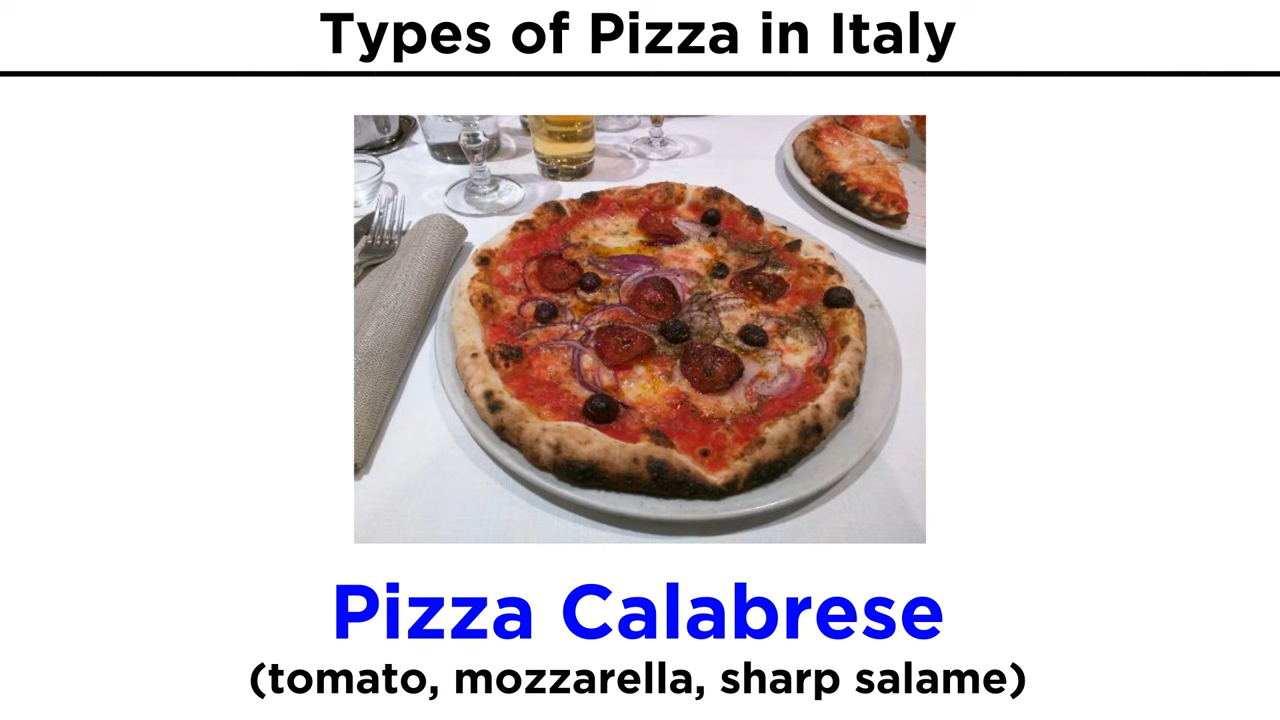 Types of Pizza in Italy
Pizza Calabrese
(tomato, mozzarella, sharp salame)